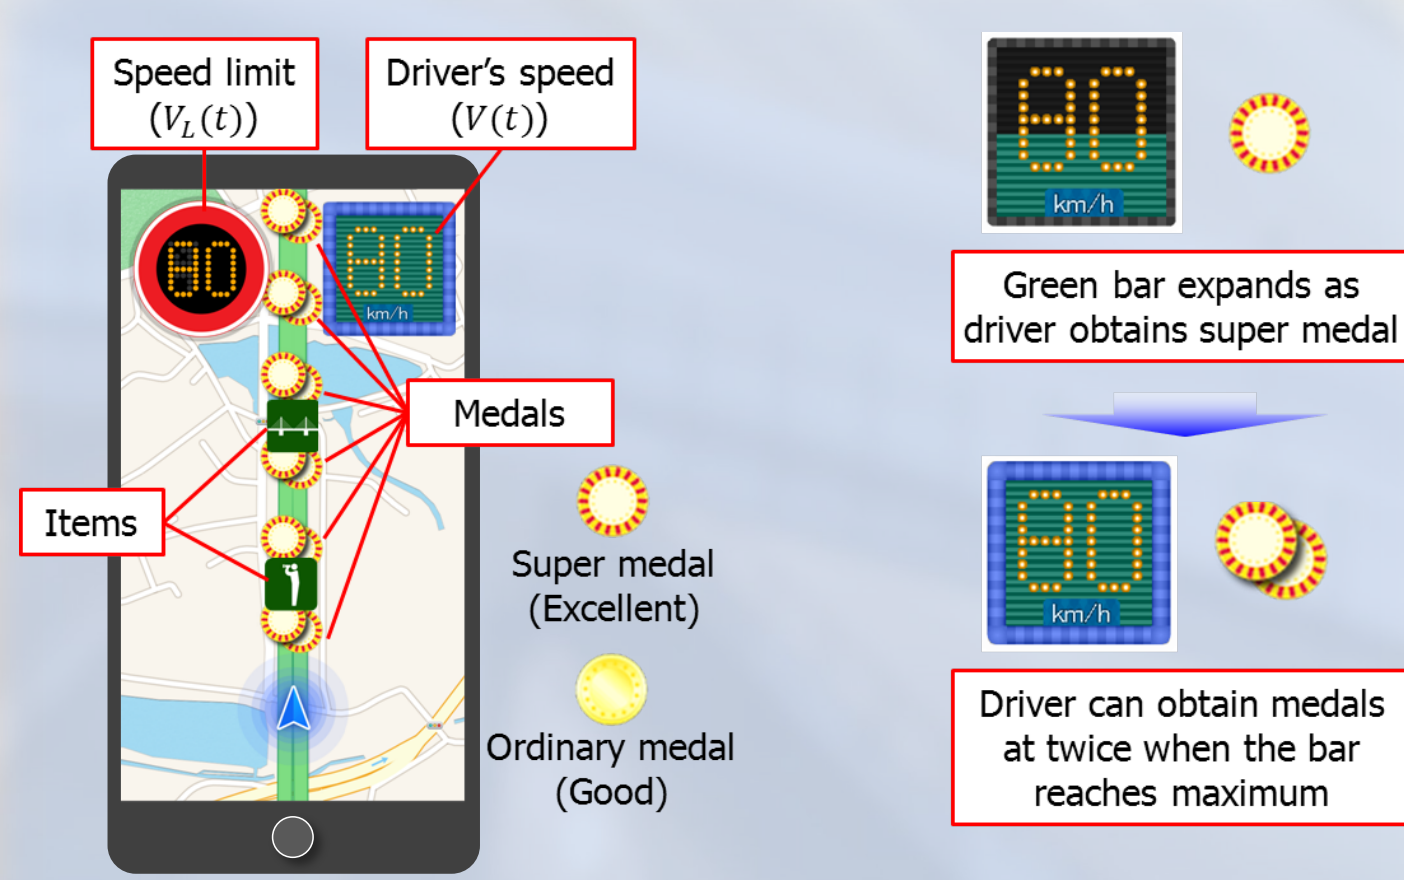 Speed limit
(V_L(t))
Driver's speed
(V(t))
80
80
km/h
Medals
Items
Super medal
(Excellent)
Ordinary medal
(Good)
80
km/h
Green bar expands as
driver obtains super medal
80
km/h
Driver can obtain medals
at twice when the bar
reaches maximum